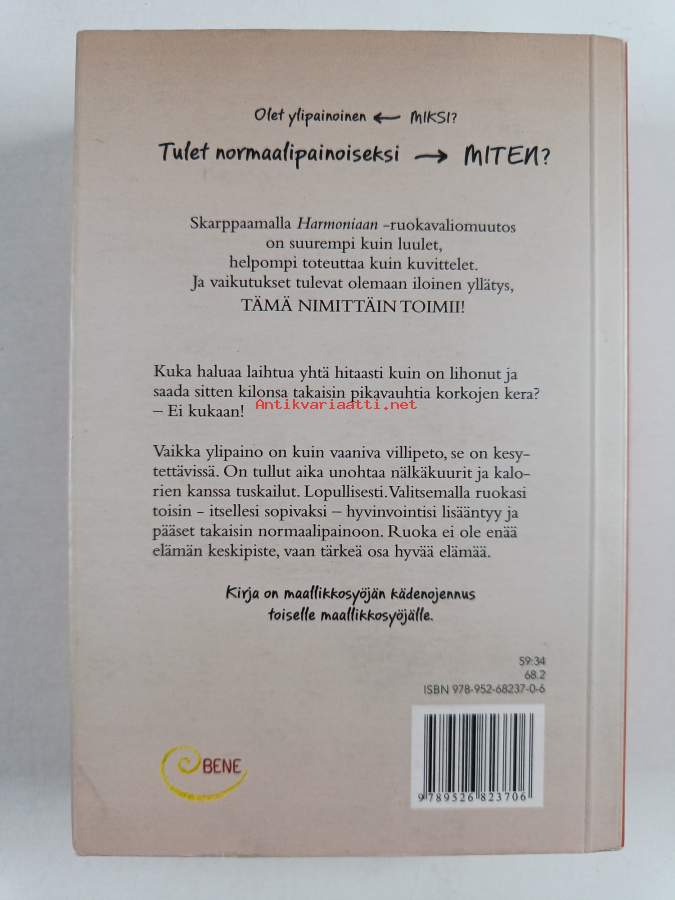 Olet ylipainoinen ← MIKSI?
Tulet normaalipainoiseksi → MITEN?
Skarppaamalla Harmoniaan -ruokavaliomuutos
on suurempi kuin luulet,
helpompi toteuttaa kuin kuvittelet.
Ja vaikutukset tulevat olemaan iloinen yllätys,
TÄMÄ NIMITTÄIN TOIMII!
Kuka haluaa laihtua yhtä hitaasti kuin on lihonut ja
saada sitten kilonsa takaisin pikavauhtia korkojen kera?
– Ei kukaan!
Antikvariaatti.net
Vaikka ylipaino on kuin vaaniva villipeto, se on kesy-
tettävissä. On tullut aika unohtaa nälkäkuurit ja kalo-
rien kanssa tuskailut. Lopullisesti. Valitsemalla ruokasi
toisin - itsellesi sopivaksi – hyvinvointisi lisääntyy ja
pääset takaisin normaalipainoon. Ruoka ei ole enää
elämän keskipiste, vaan tärkeä osa hyvää elämää.
Kirja on maallikkosyöjän kädenojennus
toiselle maallikkosyöjälle.
59:34
68.2
ISBN 978-952-68237-0-6
BENE
9 789526 823706